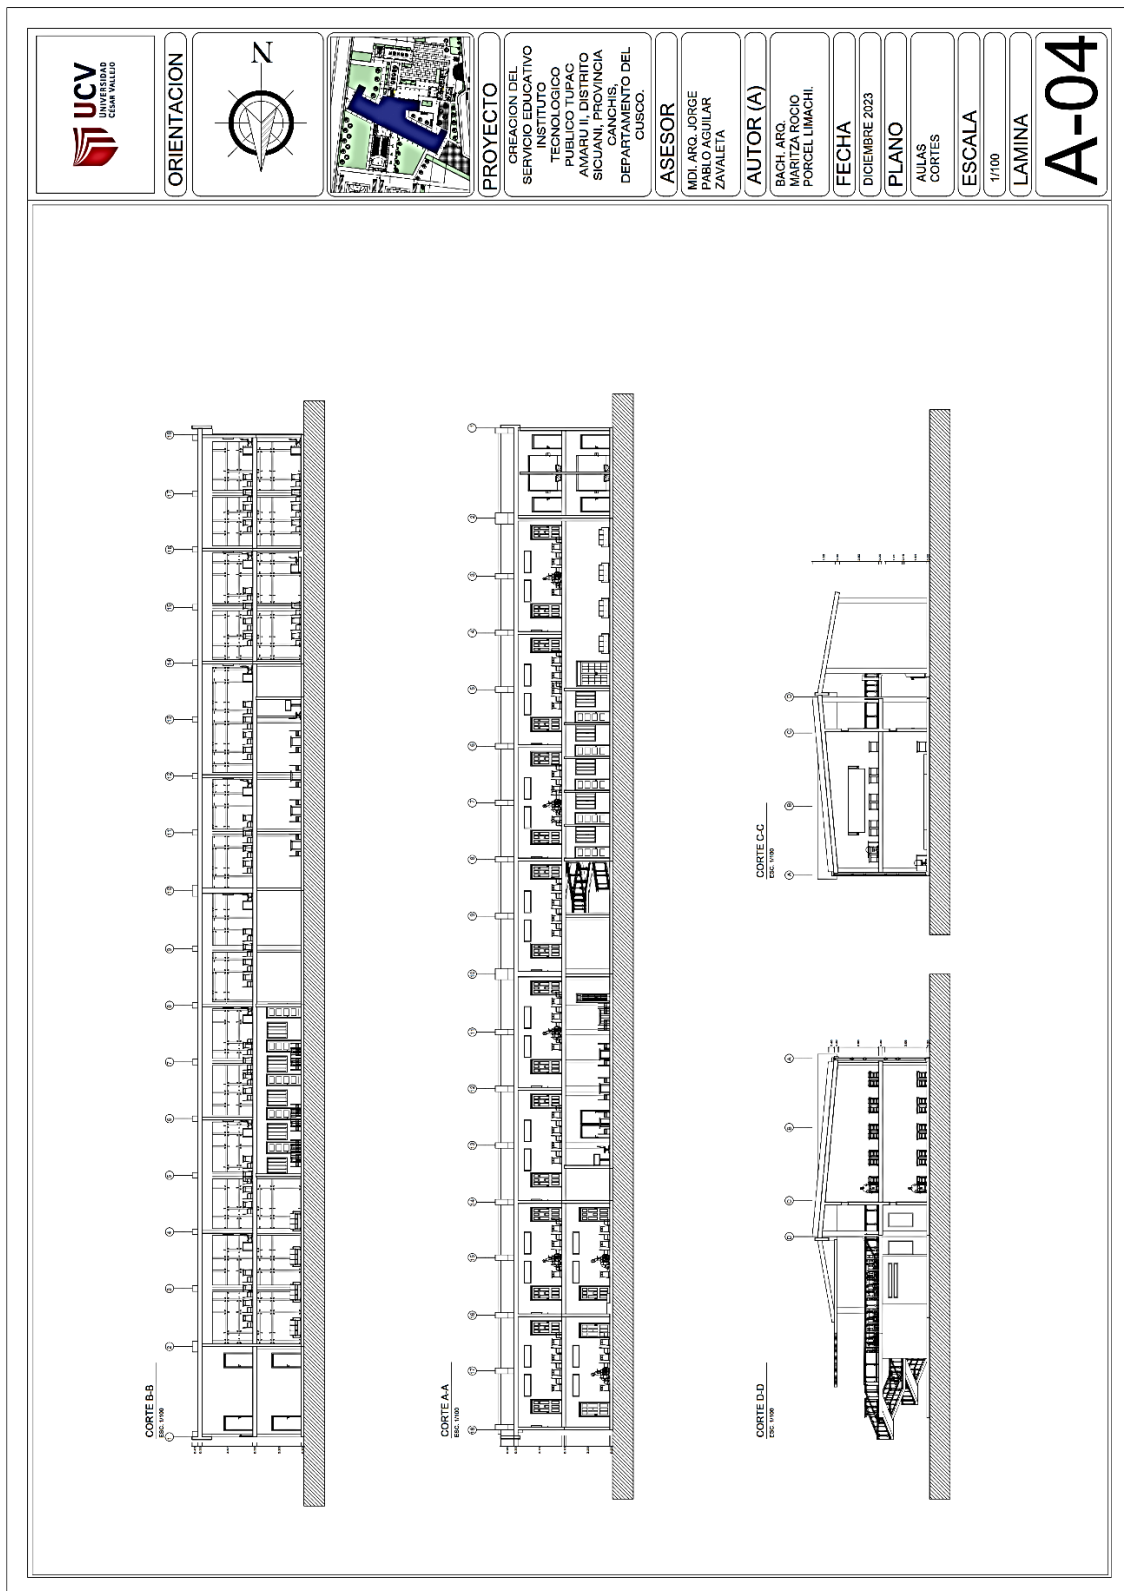 UCV
UNIVERSIDAD
CÉSAR VALLEJO
ORIENTACION
N
PROYECTO
CREACION DEL
SERVICIO EDUCATIVO
INSTITUTO
TECNOLOGICO
PUBLICO TUPAC
AMARU II, DISTRITO
SICUANI, PROVINCIA
CANCHIS,
DEPARTAMENTO DEL
CUSCO.
ASESOR
MDI. ARQ. JORGE
PABLO AGUILAR
ZAVALETA
AUTOR (A)
BACH. ARQ.
MARITZA ROCIO
PORCEL LIMACHI.
FECHA
DICIEMBRE 2023
PLANO
AULAS
CORTES
ESCALA
1/100
LAMINA
A-04
CORTE B-B
ESC. 1/100
CORTE A-A
ESC. 1/100
CORTE D-D
ESC. 1/100
CORTE C-C
ESC. 1/100